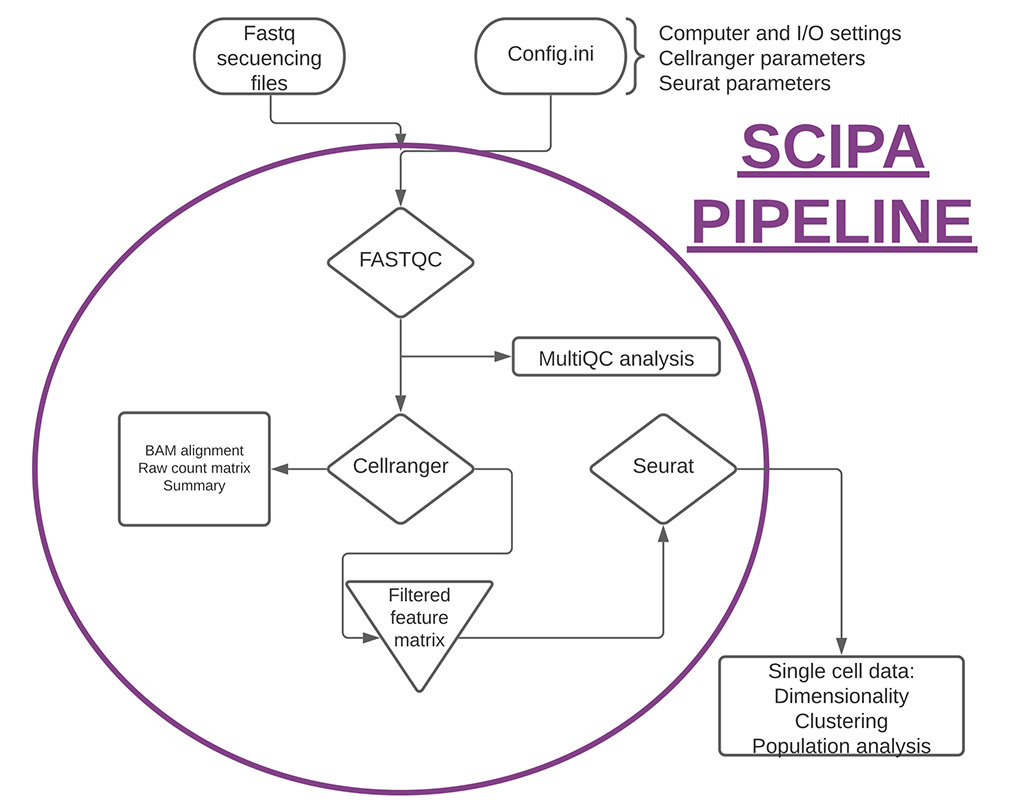 Fastq
secuencing
files
Config.ini
Computer and I/O settings
Cellranger parameters
Seurat parameters
SCIPA
PIPELINE
FASTQC
MultiQC analysis
BAM alignment
Raw count matrix
Summary
Cellranger
Seurat
Filtered
feature
matrix
Single cell data:
Dimensionality
Clustering
Population analysis